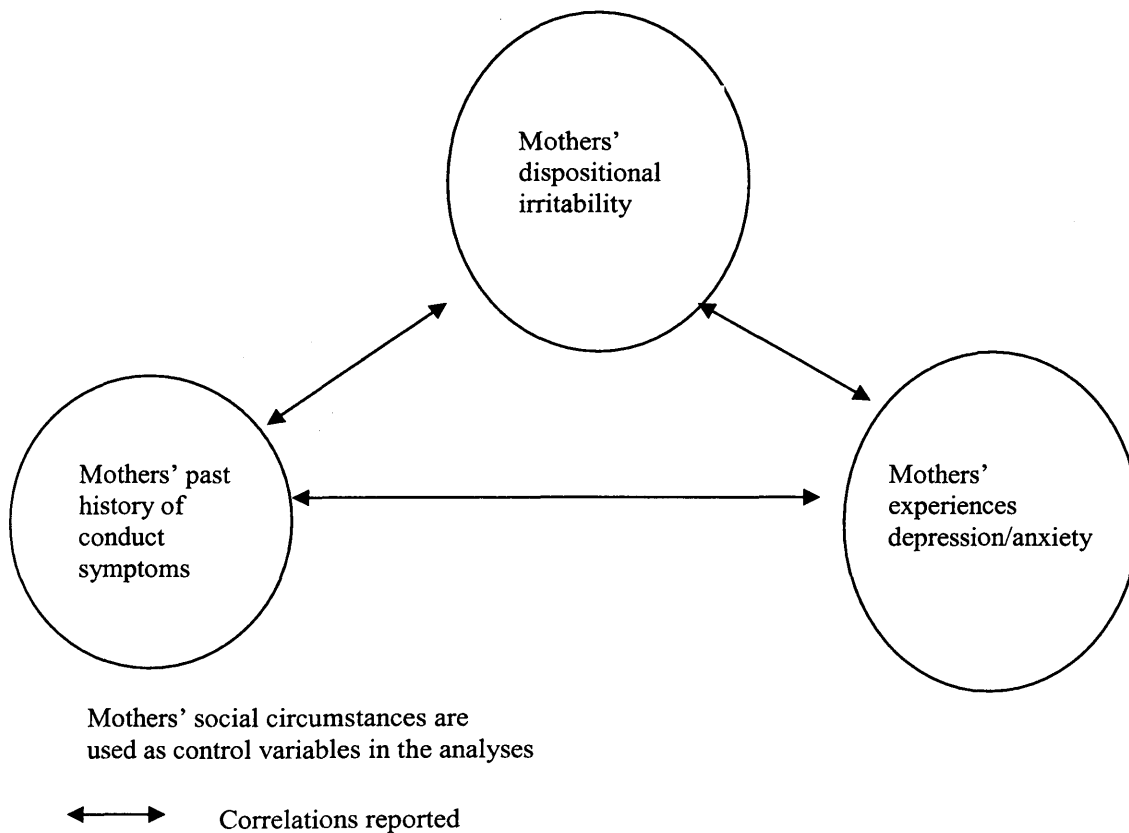 Mothers’
dispositional
irritability
Mothers’ past
history of
conduct
symptoms
Mothers’
experiences
depression/anxiety
Mothers’ social circumstances are
used as control variables in the analyses
Correlations reported